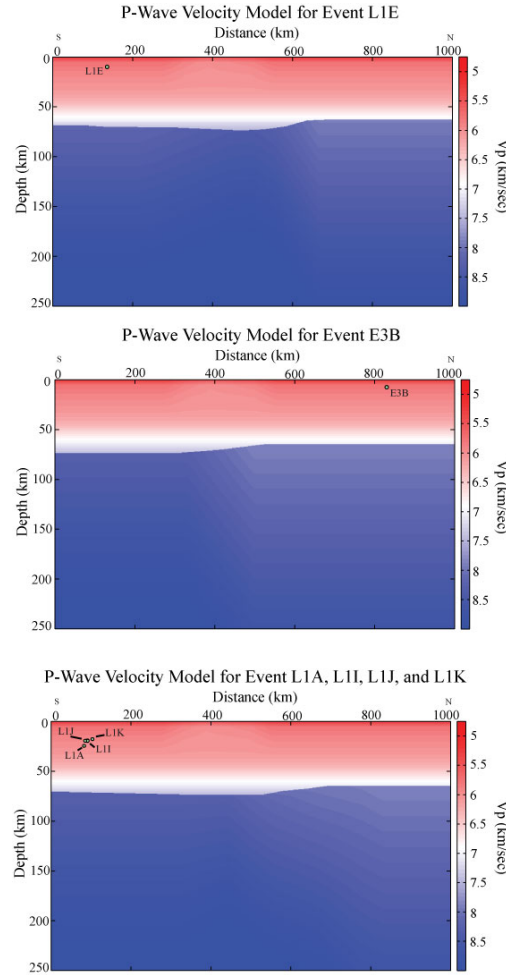 P-Wave Velocity Model for Event L1E
Distance (km)
S N
0 200 400 600 800 1000
L1E
0
50
100
150
200
250
Depth (km)
5
5.5
6
6.5
7
7.5
8
8.5
Vp (km/sec)
P-Wave Velocity Model for Event E3B
Distance (km)
S N
0 200 400 600 800 1000
E3B
0
50
100
150
200
250
Depth (km)
5
5.5
6
6.5
7
7.5
8
8.5
Vp (km/sec)
P-Wave Velocity Model for Event L1A, L1I, L1J, and L1K
Distance (km)
S N
0 200 400 600 800 1000
L1J L1K
L1A L1I
0
50
100
150
200
250
Depth (km)
5
5.5
6
6.5
7
7.5
8
8.5
Vp (km/sec)